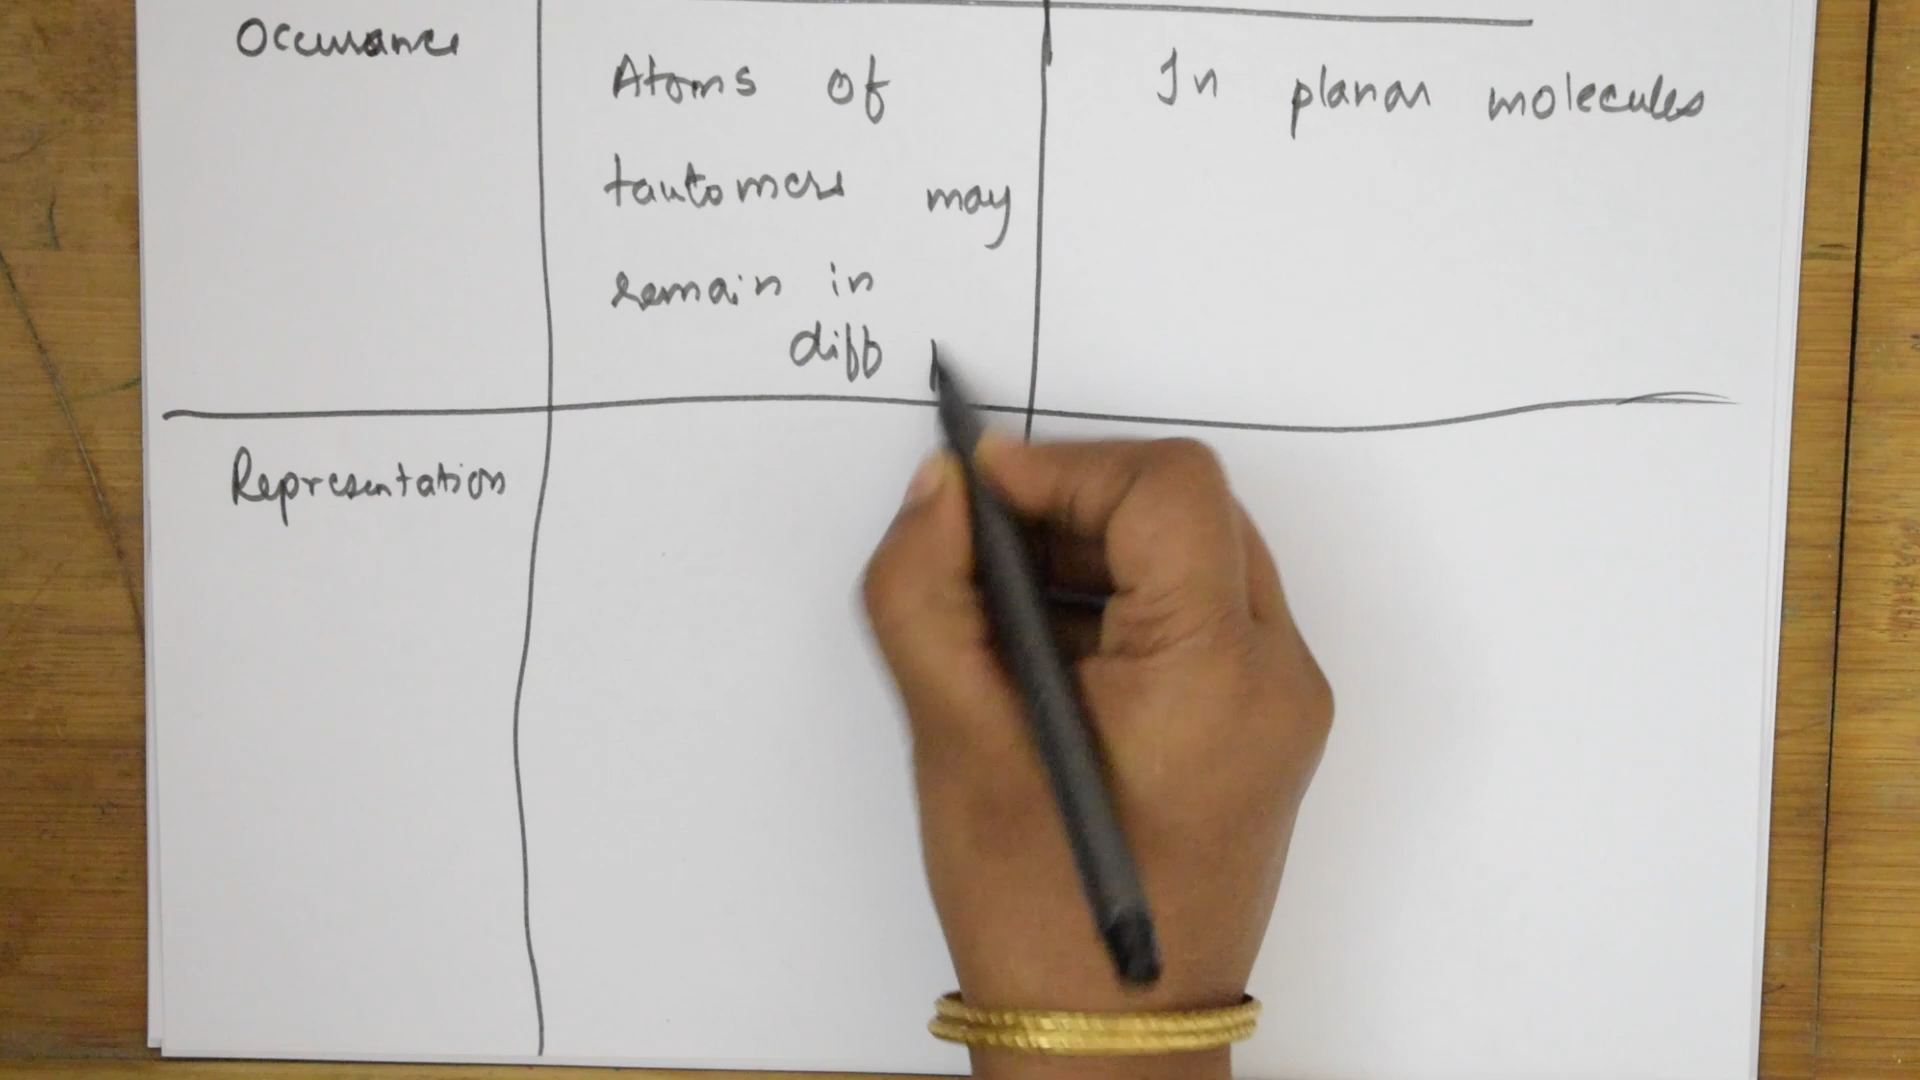 Occurance
Atoms of
tautomers may
remain in
diff
In planar molecules
Representation